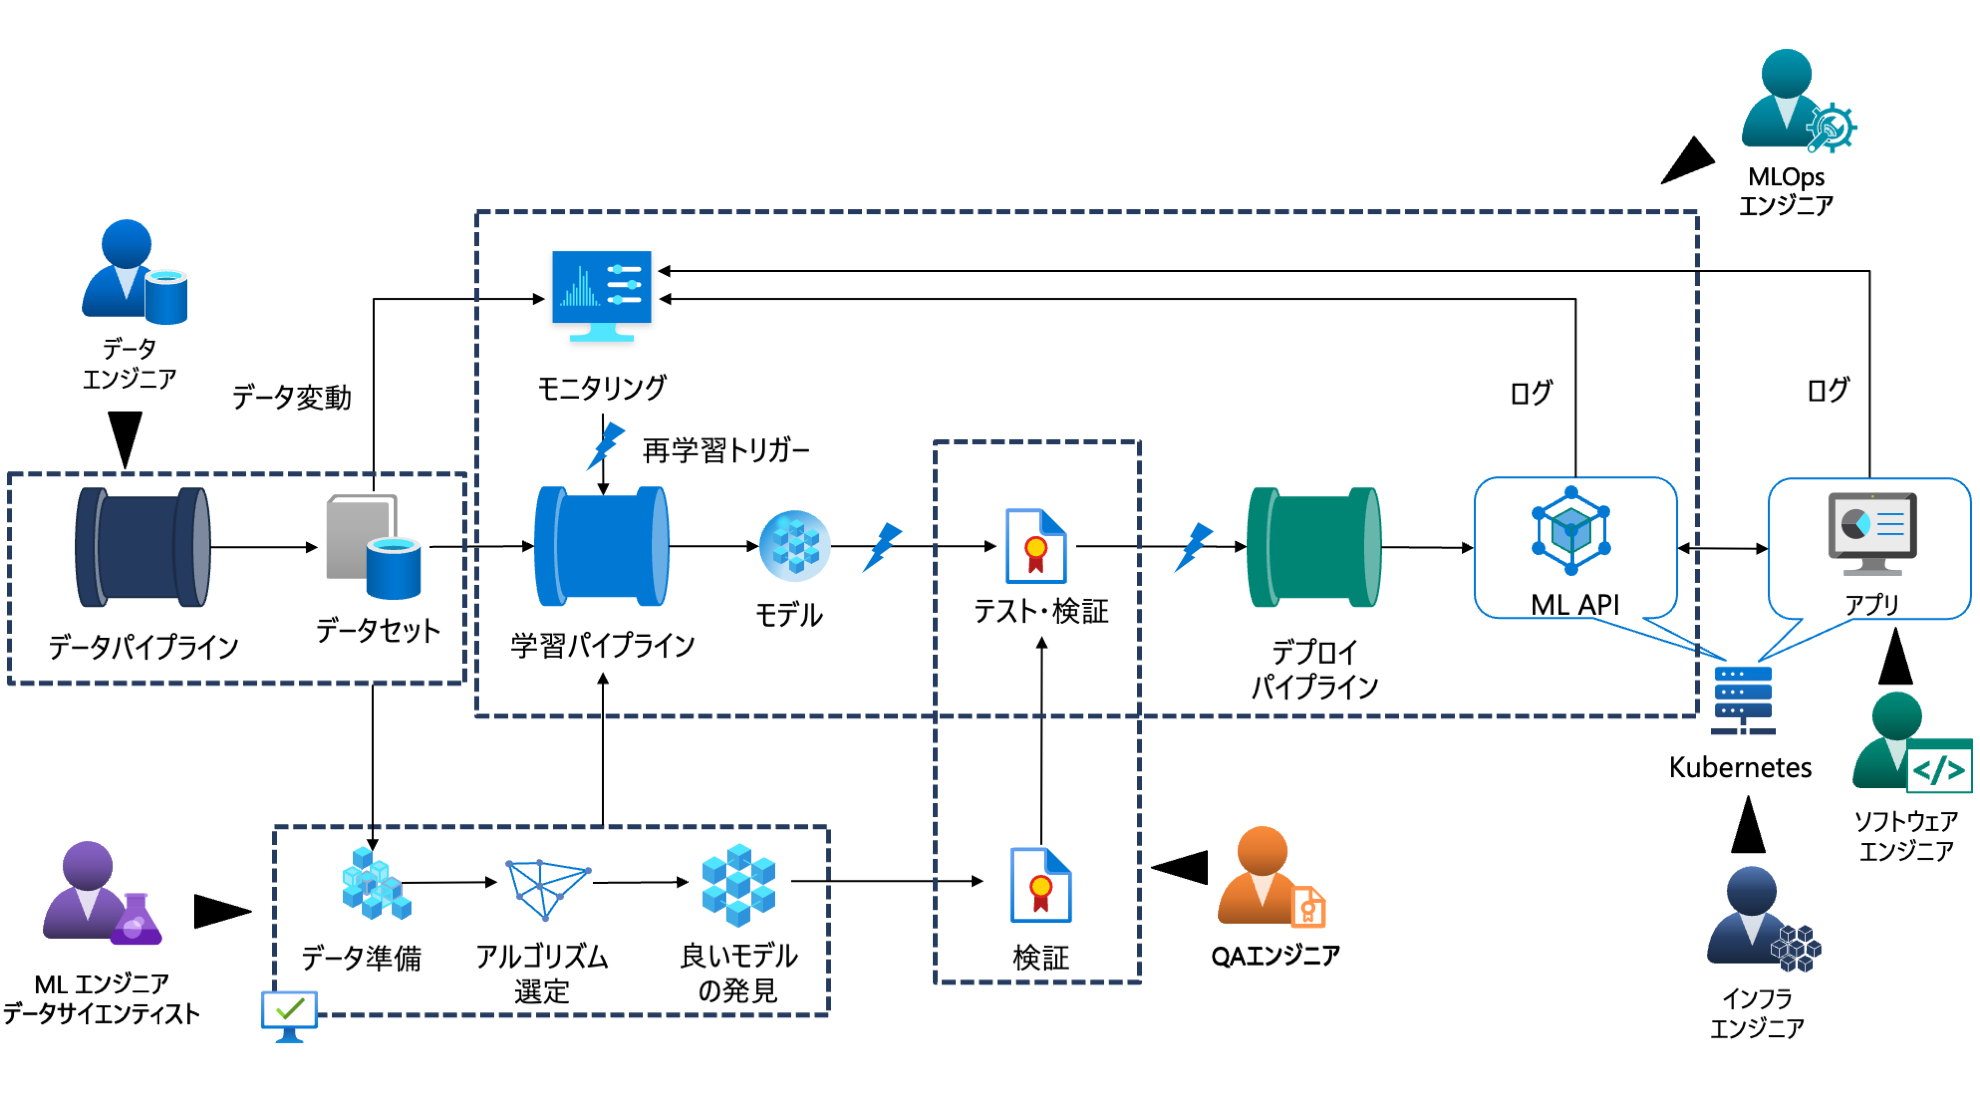 MLOps
エンジニア
データ
エンジニア
データ変動
モニタリング
再学習トリガー
ログ
ログ
データパイプライン
データセット
学習パイプライン
モデル
テスト・検証
デプロイ
パイプライン
ML API
アプリ
Kubernetes
</>
ソフトウェア
エンジニア
ML エンジニア
データサイエンティスト
データ準備
アルゴリズム
選定
良いモデル
の発見
検証
QAエンジニア
インフラ
エンジニア